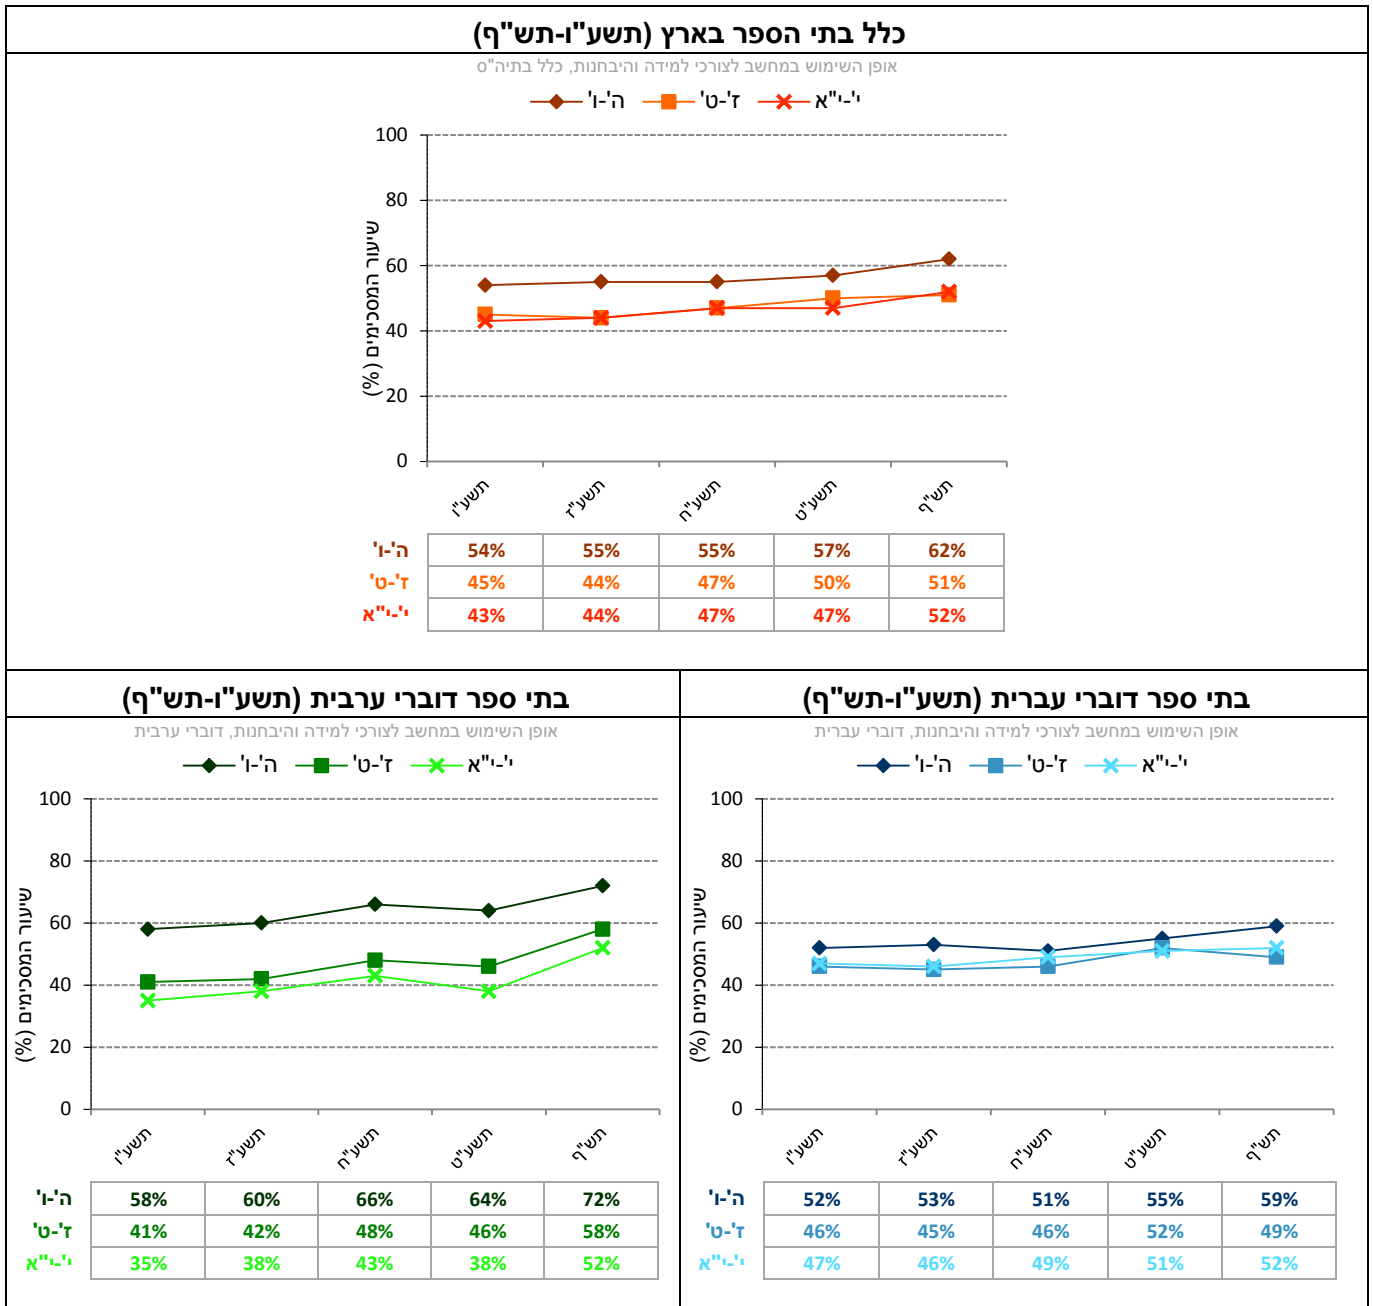 כלל בתי הספר בארץ (תשע"ו-תש"ף)
אופן השימוש במחשב לצורכי למידה והיבחנות, כלל בתיה"ס
ה'-ו' ז'-ט' י'-י"א
שיעור המסכימים (%)
100
80
60
40
20
0
תשע"ו תשע"ז תשע"ח תשע"ט תש"ף
ה'-ו' 54% 55% 55% 57% 62%
ז'-ט' 45% 44% 47% 50% 51%
י'-י"א 43% 44% 47% 47% 52%
בתי ספר דוברי עברית (תשע"ו-תש"ף)
אופן השימוש במחשב לצורכי למידה והיבחנות, דוברי עברית
ה'-ו' ז'-ט' י'-י"א
שיעור המסכימים (%)
100
80
60
40
20
0
תשע"ו תשע"ז תשע"ח תשע"ט תש"ף
ה'-ו' 52% 53% 51% 55% 59%
ז'-ט' 46% 45% 46% 52% 49%
י'-י"א 47% 46% 49% 51% 52%
בתי ספר דוברי ערבית (תשע"ו-תש"ף)
אופן השימוש במחשב לצורכי למידה והיבחנות, דוברי ערבית
ה'-ו' ז'-ט' י'-י"א
שיעור המסכימים (%)
100
80
60
40
20
0
תשע"ו תשע"ז תשע"ח תשע"ט תש"ף
ה'-ו' 58% 60% 66% 64% 72%
ז'-ט' 41% 42% 48% 46% 58%
י'-י"א 35% 38% 43% 38% 52%